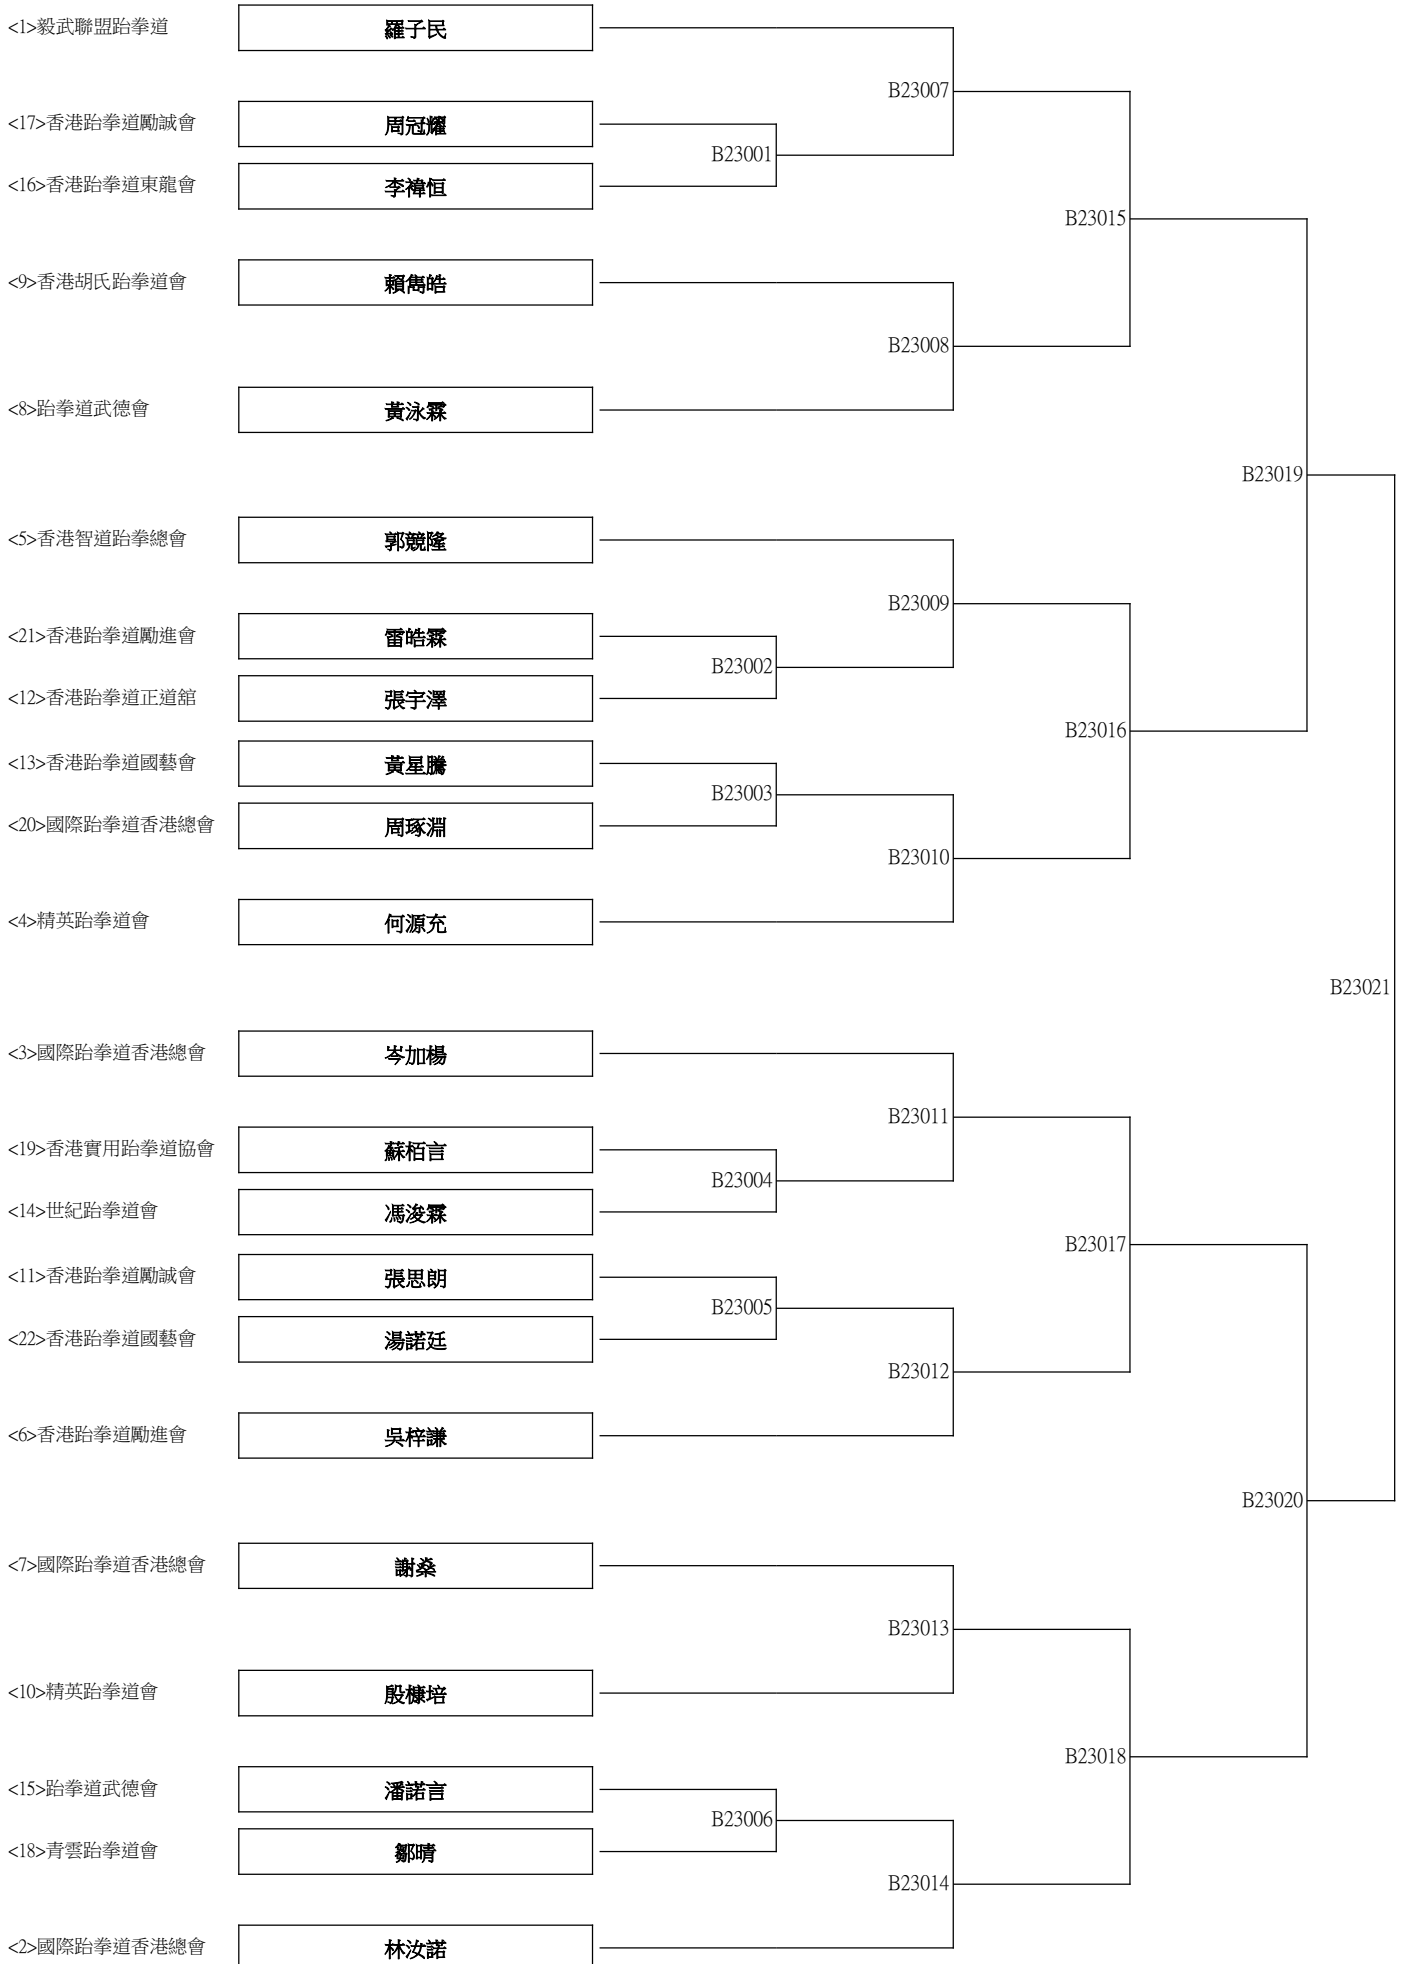 <1>毅武聯盟跆拳道 羅子民
B23007
<17>香港跆拳道勵誠會 周冠耀
B23001
<16>香港跆拳道東龍會 李禕恒
B23015
<9>香港胡氏跆拳道會 賴雋皓
B23008
<8>跆拳道武德會 黃泳霖
B23019
<5>香港智道跆拳總會 郭競隆
B23009
<21>香港跆拳道勵進會 雷皓霖
B23002
<12>香港跆拳道正道舘 張宇澤
B23016
<13>香港跆拳道國藝會 黃星騰
B23003
<20>國際跆拳道香港總會 周琢淵
B23010
<4>精英跆拳道會 何源充
B23021
<3>國際跆拳道香港總會 岑加楊
B23011
<19>香港實用跆拳道協會 蘇栢言
B23004
<14>世紀跆拳道會 馮浚霖
B23017
<11>香港跆拳道勵誠會 張思朗
B23005
<22>香港跆拳道國藝會 湯諾廷
B23012
<6>香港跆拳道勵進會 吳梓謙
B23020
<7>國際跆拳道香港總會 謝燊
B23013
<10>精英跆拳道會 殷槺培
B23018
<15>跆拳道武德會 潘諾言
B23006
<18>青雲跆拳道會 鄒晴
B23014
<2>國際跆拳道香港總會 林汝諾